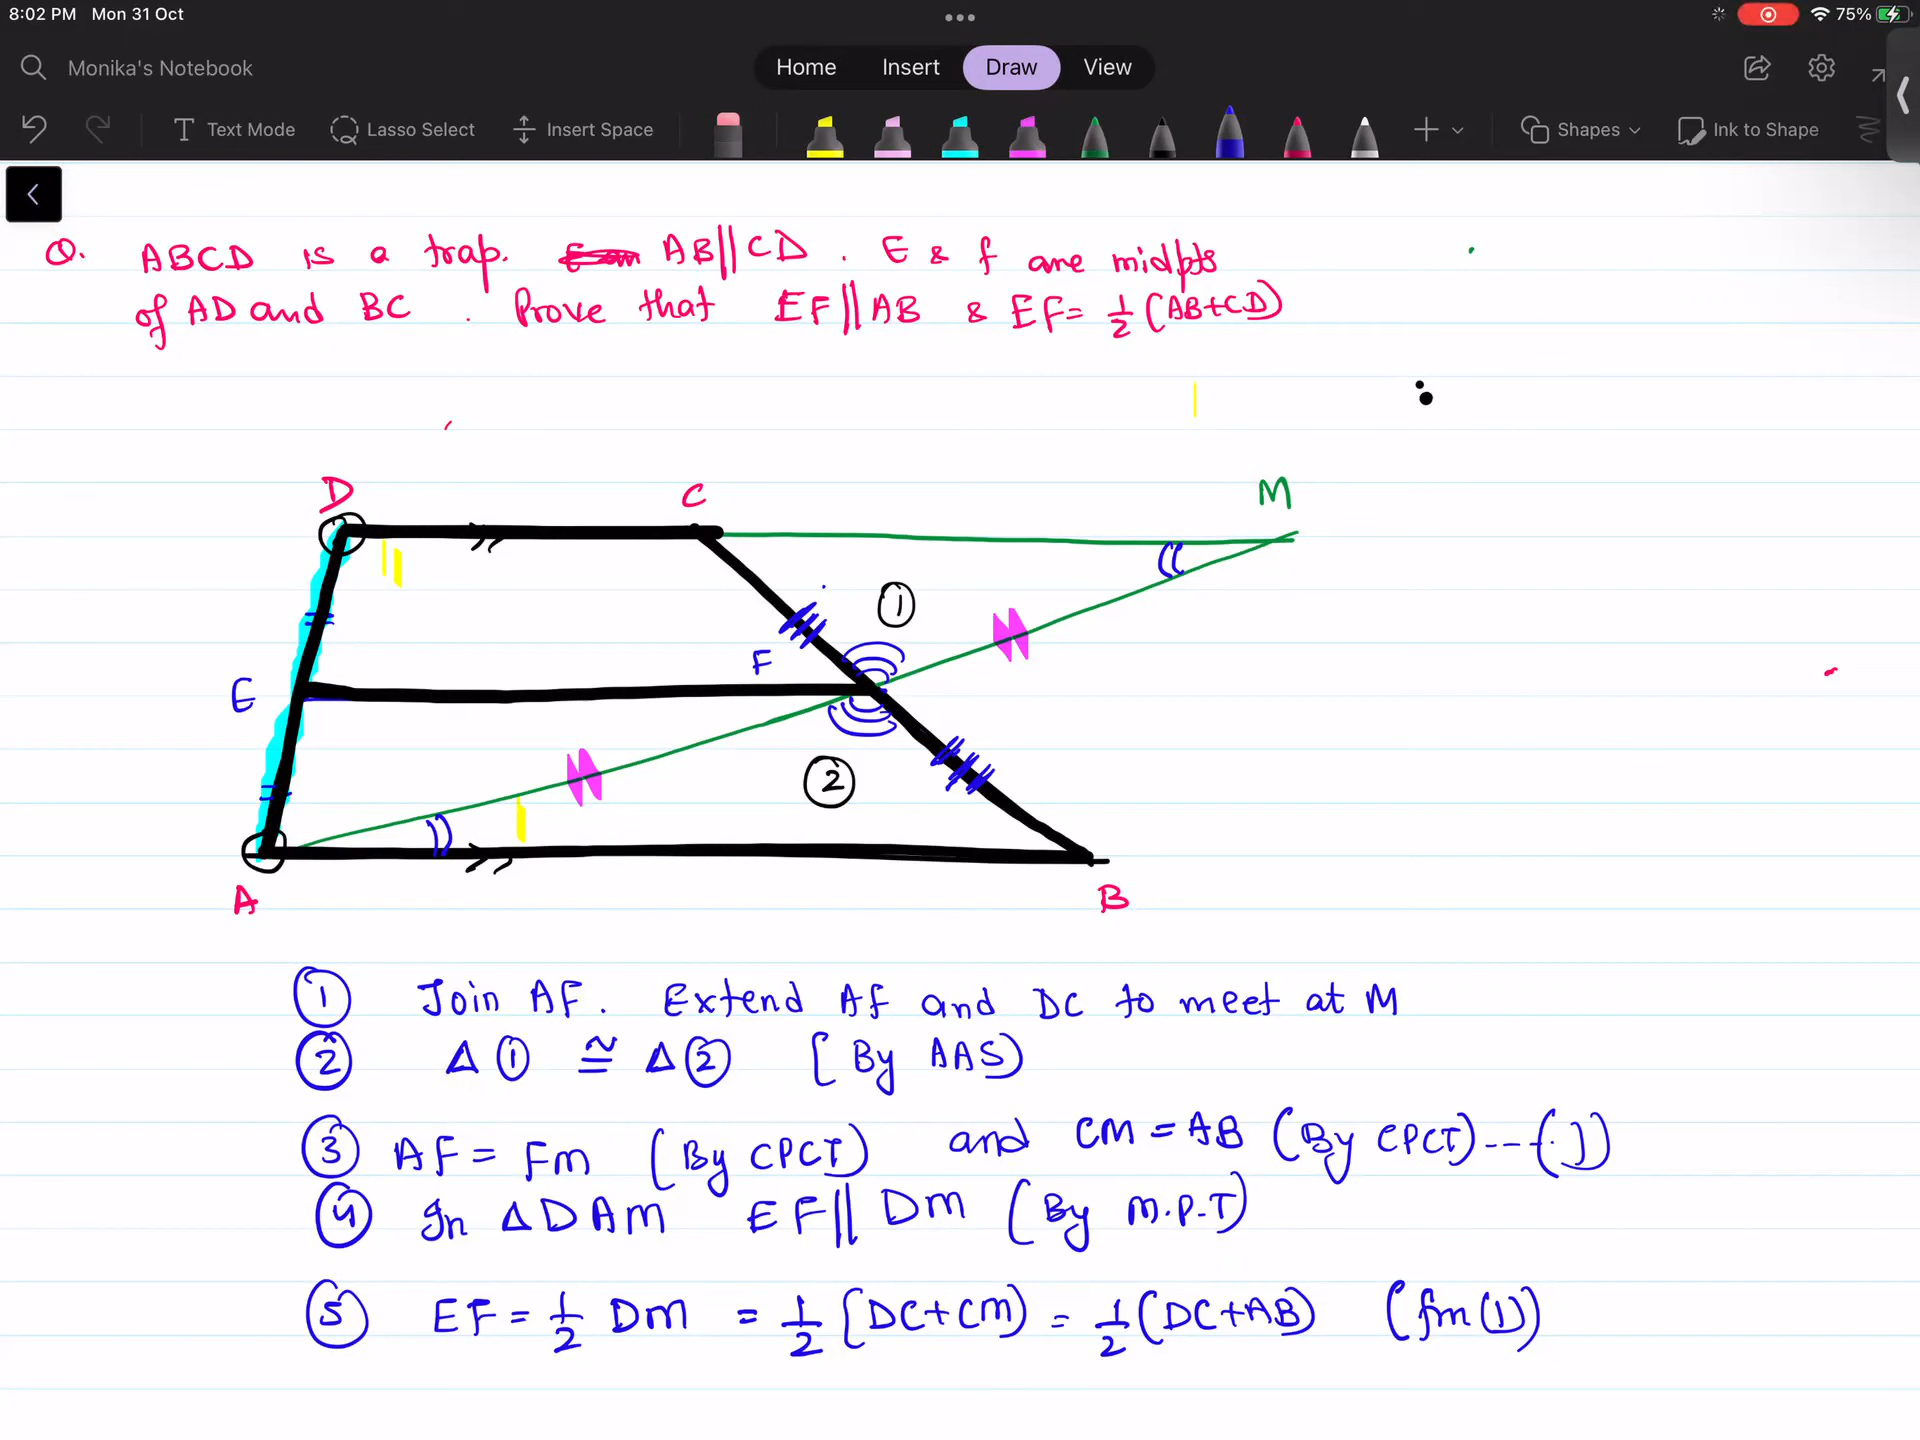 8:02 PM Mon 31 Oct 75%
Monika's Notebook Home Insert Draw View
Text Mode Lasso Select Insert Space Shapes Ink to Shape
Q. ABCD is a trap. AB||CD. E & f are midpts
of AD and BC. Prove that EF||AB & EF= 1/2 (AB+CD)
D C M
1
F
E
2
A B
① Join AF. Extend AF and DC to meet at M
② Δ① ≅ Δ② [By AAS)
③ AF = Fm (By CPCT) and CM = AB (By CPCT)---(1)
④ In ΔDAm EF || Dm (By M.P.T)
⑤ EF = 1/2 Dm = 1/2 [DC+CM) = 1/2 (DC+AB) (fm (1))